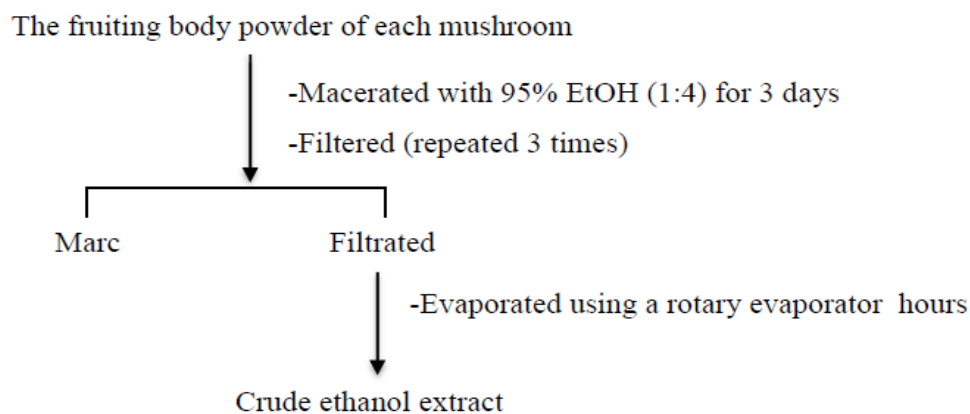 The fruiting body powder of each mushroom
-Macerated with 95% EtOH (1:4) for 3 days
-Filtered (repeated 3 times)
Marc
Filtrated
-Evaporated using a rotary evaporator hours
Crude ethanol extract